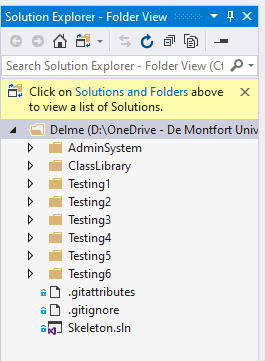 Solution Explorer - Folder View
Search Solution Explorer - Folder View (Ct
Click on Solutions and Folders above
to view a list of Solutions.
Delme (D:\OneDrive - De Montfort Univ
AdminSystem
ClassLibrary
Testing1
Testing2
Testing3
Testing4
Testing5
Testing6
.gitattributes
.gitignore
Skeleton.sln